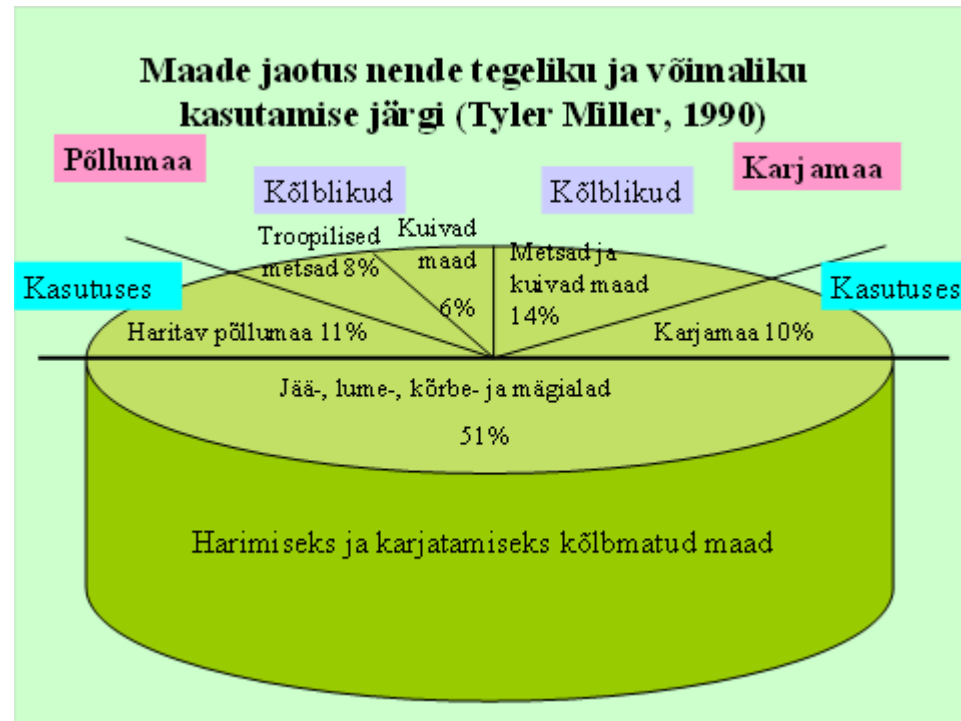 Maade jaotus nende tegeliku ja võimaliku
kasutamise järgi (Tyler Miller, 1990)
Põllumaa
Karjamaa
Kõlblikud
Kõlblikud
Troopilised
metsad 8%
Kuivad
maad
6%
Metsad ja
kuivad maad
14%
Kasutuses
Kasutuses
Haritav põllumaa 11%
Karjamaa 10%
Jää-, lume-, kõrbe- ja mägialad
51%
Harimiseks ja karjatamiseks kõlbmatud maad